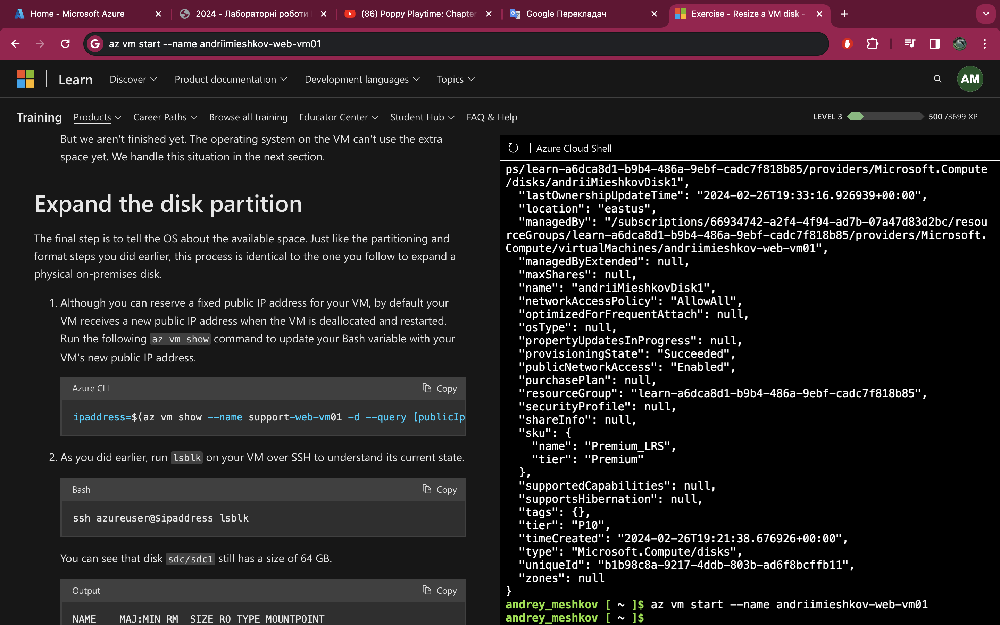 Home - Microsoft Azure
2024 - Лабораторні роботи
(86) Poppy Playtime: Chapter
Google Перекладач
Exercise - Resize a VM disk -
az vm start --name andriimieshkov-web-vm01
Learn Discover Product documentation Development languages Topics AM
Training Products Career Paths Browse all training Educator Center Student Hub FAQ & Help LEVEL 3 500 /3699 XP
But we aren't finished yet. The operating system on the VM can't use the extra
space yet. We handle this situation in the next section.
Expand the disk partition
The final step is to tell the OS about the available space. Just like the partitioning and
format steps you did earlier, this process is identical to the one you follow to expand a
physical on-premises disk.
1. Although you can reserve a fixed public IP address for your VM, by default your
VM receives a new public IP address when the VM is deallocated and restarted.
Run the following az vm show command to update your Bash variable with your
VM's new public IP address.
Azure CLI Copy
ipaddress=$(az vm show --name support-web-vm01 -d --query [publicIp
2. As you did earlier, run lsblk on your VM over SSH to understand its current state.
Bash Copy
ssh azureuser@$ipaddress lsblk
You can see that disk sdc/sdc1 still has a size of 64 GB.
Output Copy
NAME MAJ:MIN RM SIZE RO TYPE MOUNTPOINT
Azure Cloud Shell
ps/learn-a6dca8d1-b9b4-486a-9ebf-cadc7f818b85/providers/Microsoft.Compute
/disks/andriiMieshkovDisk1",
"lastOwnershipUpdateTime": "2024-02-26T19:33:16.926939+00:00",
"location": "eastus",
"managedBy": "/subscriptions/66934742-a2f4-4f94-ad7b-07a47d83d2bc/resou
rceGroups/learn-a6dca8d1-b9b4-486a-9ebf-cadc7f818b85/providers/Microsoft.
Compute/virtualMachines/andriimieshkov-web-vm01",
"managedByExtended": null,
"maxShares": null,
"name": "andriiMieshkovDisk1",
"networkAccessPolicy": "AllowAll",
"optimizedForFrequentAttach": null,
"osType": null,
"propertyUpdatesInProgress": null,
"provisioningState": "Succeeded",
"publicNetworkAccess": "Enabled",
"purchasePlan": null,
"resourceGroup": "learn-a6dca8d1-b9b4-486a-9ebf-cadc7f818b85",
"securityProfile": null,
"shareInfo": null,
"sku": {
"name": "Premium_LRS",
"tier": "Premium"
},
"supportedCapabilities": null,
"supportsHibernation": null,
"tags": {},
"tier": "P10",
"timeCreated": "2024-02-26T19:21:38.676926+00:00",
"type": "Microsoft.Compute/disks",
"uniqueId": "b1b98c8a-9217-4ddb-803b-ad6f8bcffb11",
"zones": null
}
andrey_meshkov [ ~ ]$ az vm start --name andriimieshkov-web-vm01
andrey_meshkov [ ~ ]$